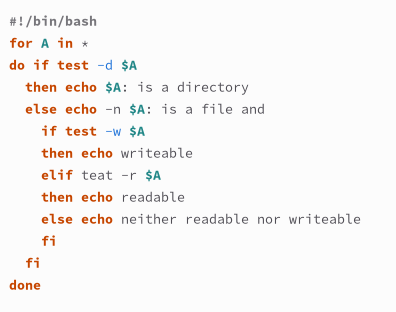 #!/bin/bash
for A in *
do if test -d $A
then echo $A: is a directory
else echo -n $A: is a file and
if test -w $A
then echo writeable
elif teat -r $A
then echo readable
else echo neither readable nor writeable
fi
fi
done